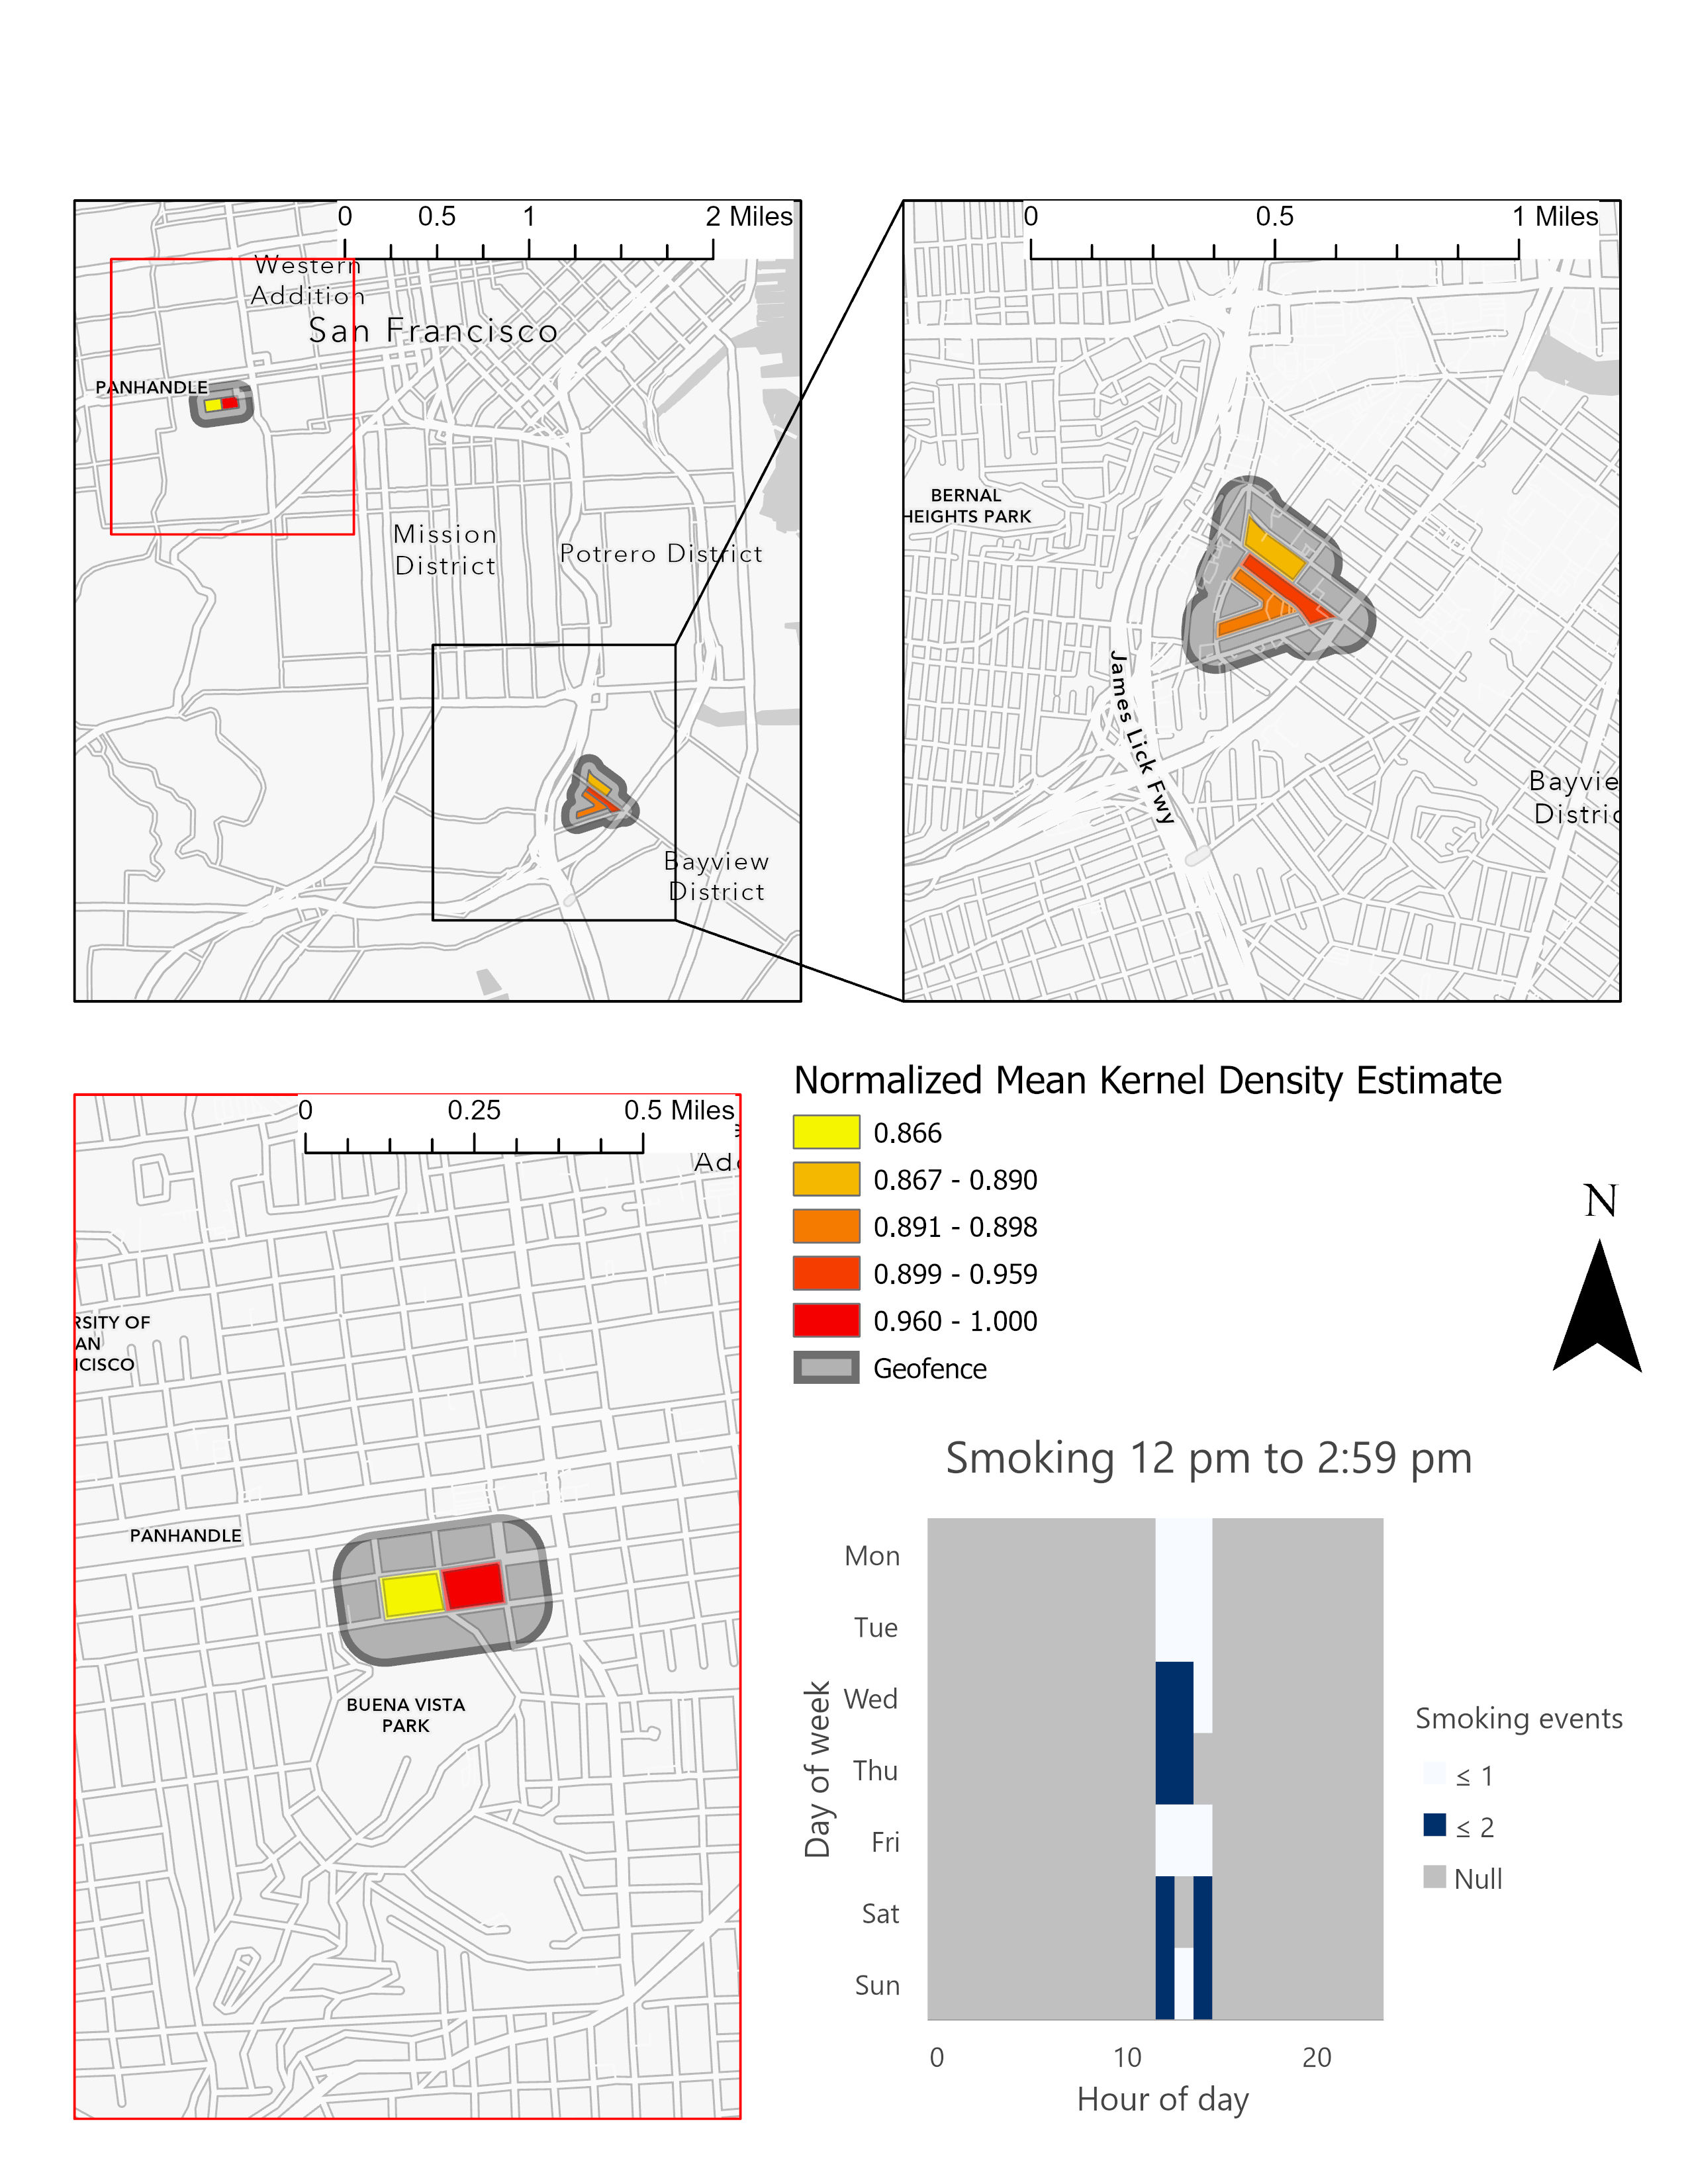 0 0.5 1 2 Miles
Western
Addition
San Francisco
PANHANDLE
Mission
District
Potrero District
Bayview
District
0 0.5 1 Miles
BERNAL
HEIGHTS PARK
James Lick Fwy
Bayvie
Distric
0 0.25 0.5 Miles
Add
RSITY OF
AN
NCISCO
PANHANDLE
BUENA VISTA
PARK
Normalized Mean Kernel Density Estimate
0.866
0.867 - 0.890
0.891 - 0.898
0.899 - 0.959
0.960 - 1.000
Geofence
N
Smoking 12 pm to 2:59 pm
Day of week
Mon
Tue
Wed
Thu
Fri
Sat
Sun
0 10 20
Hour of day
Smoking events
≤ 1
≤ 2
Null